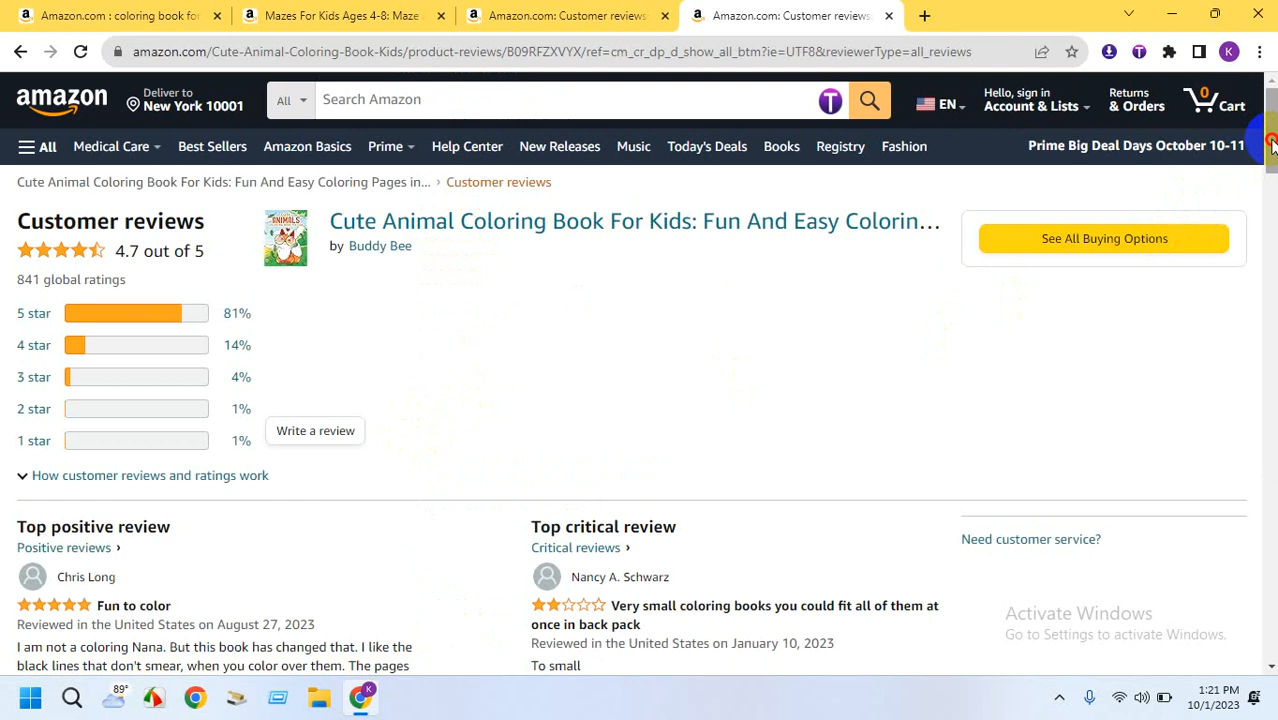 Amazon.com : coloring book for
Mazes For Kids Ages 4-8: Maze
Amazon.com: Customer reviews
Amazon.com: Customer reviews
amazon.com/Cute-Animal-Coloring-Book-Kids/product-reviews/B09RFZXVYX/ref=cm_cr_dp_d_show_all_btn?ie=UTF8&reviewerType=all_reviews
K
amazon
Deliver to
New York 10001
All
Search Amazon
T
EN
Hello, sign in
Account & Lists
Returns
& Orders
0
Cart
All
Medical Care
Best Sellers
Amazon Basics
Prime
Help Center
New Releases
Music
Today's Deals
Books
Registry
Fashion
Prime Big Deal Days October 10-11
Cute Animal Coloring Book For Kids: Fun And Easy Coloring Pages in... › Customer reviews
Customer reviews
4.7 out of 5
841 global ratings
5 star 81%
4 star 14%
3 star 4%
2 star 1%
1 star 1%
How customer reviews and ratings work
ANIMALS
Cute Animal Coloring Book For Kids: Fun And Easy Colorin...
by Buddy Bee
Write a review
See All Buying Options
Top positive review
Positive reviews ›
Chris Long
Fun to color
Reviewed in the United States on August 27, 2023
I am not a coloring Nana. But this book has changed that. I like the
black lines that don't smear, when you color over them. The pages
Top critical review
Critical reviews ›
Nancy A. Schwarz
Very small coloring books you could fit all of them at
once in back pack
Reviewed in the United States on January 10, 2023
To small
Need customer service?
Activate Windows
Go to Settings to activate Windows.
89°
K
1:21 PM
10/1/2023